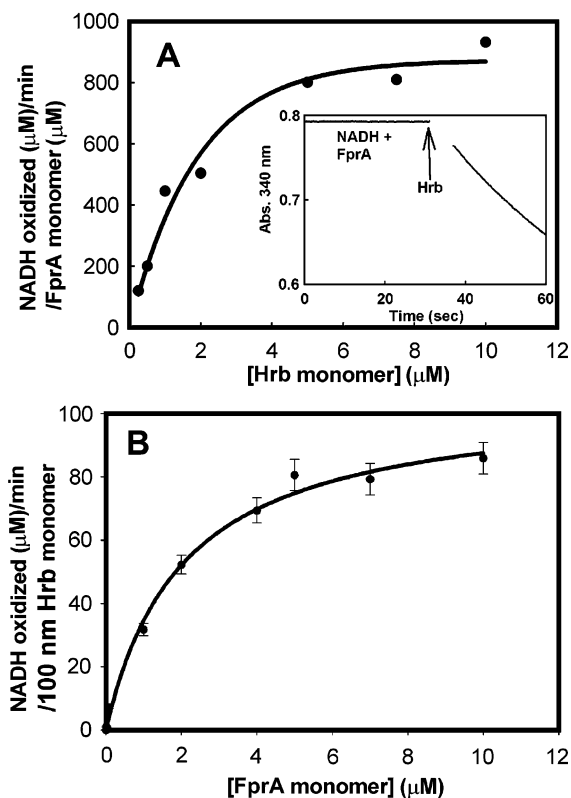 A
1000
800
600
400
200
0
0 2 4 6 8 10 12
NADH oxidized (μM)/min
/FprA monomer (μM)
[Hrb monomer] (μM)
0.8
0.7
0.6
Abs. 340 nm
NADH +
FprA
Hrb
0 20 40 60
Time (sec)
B
100
80
60
40
20
0
0 2 4 6 8 10 12
NADH oxidized (μM)/min
/100 nm Hrb monomer
[FprA monomer] (μM)